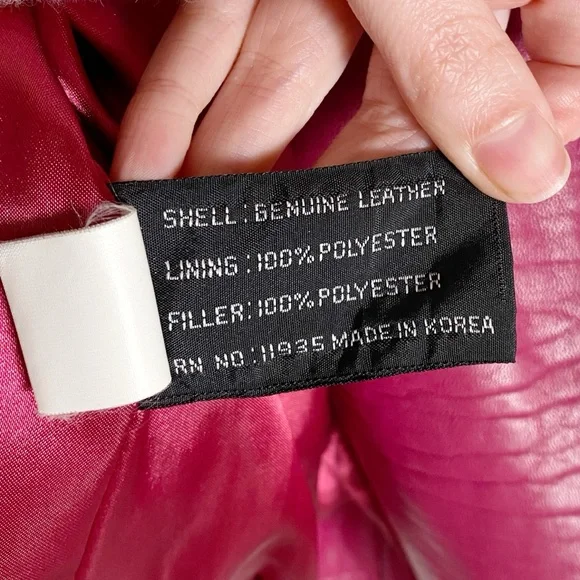 SHELL: GENUINE LEATHER
LINING: 100% POLYESTER
FILLER: 100% POLYESTER
RN NO: 11935 MADE IN KOREA